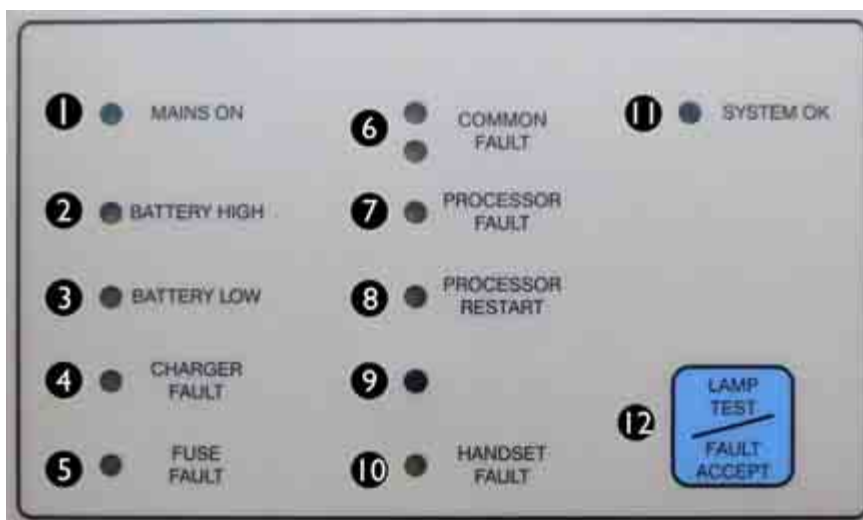 1 MAINS ON
2 BATTERY HIGH
3 BATTERY LOW
4 CHARGER
FAULT
5 FUSE
FAULT
6 COMMON
FAULT
7 PROCESSOR
FAULT
8 PROCESSOR
RESTART
9
10 HANDSET
FAULT
11 SYSTEM OK
12 LAMP
TEST
FAULT
ACCEPT